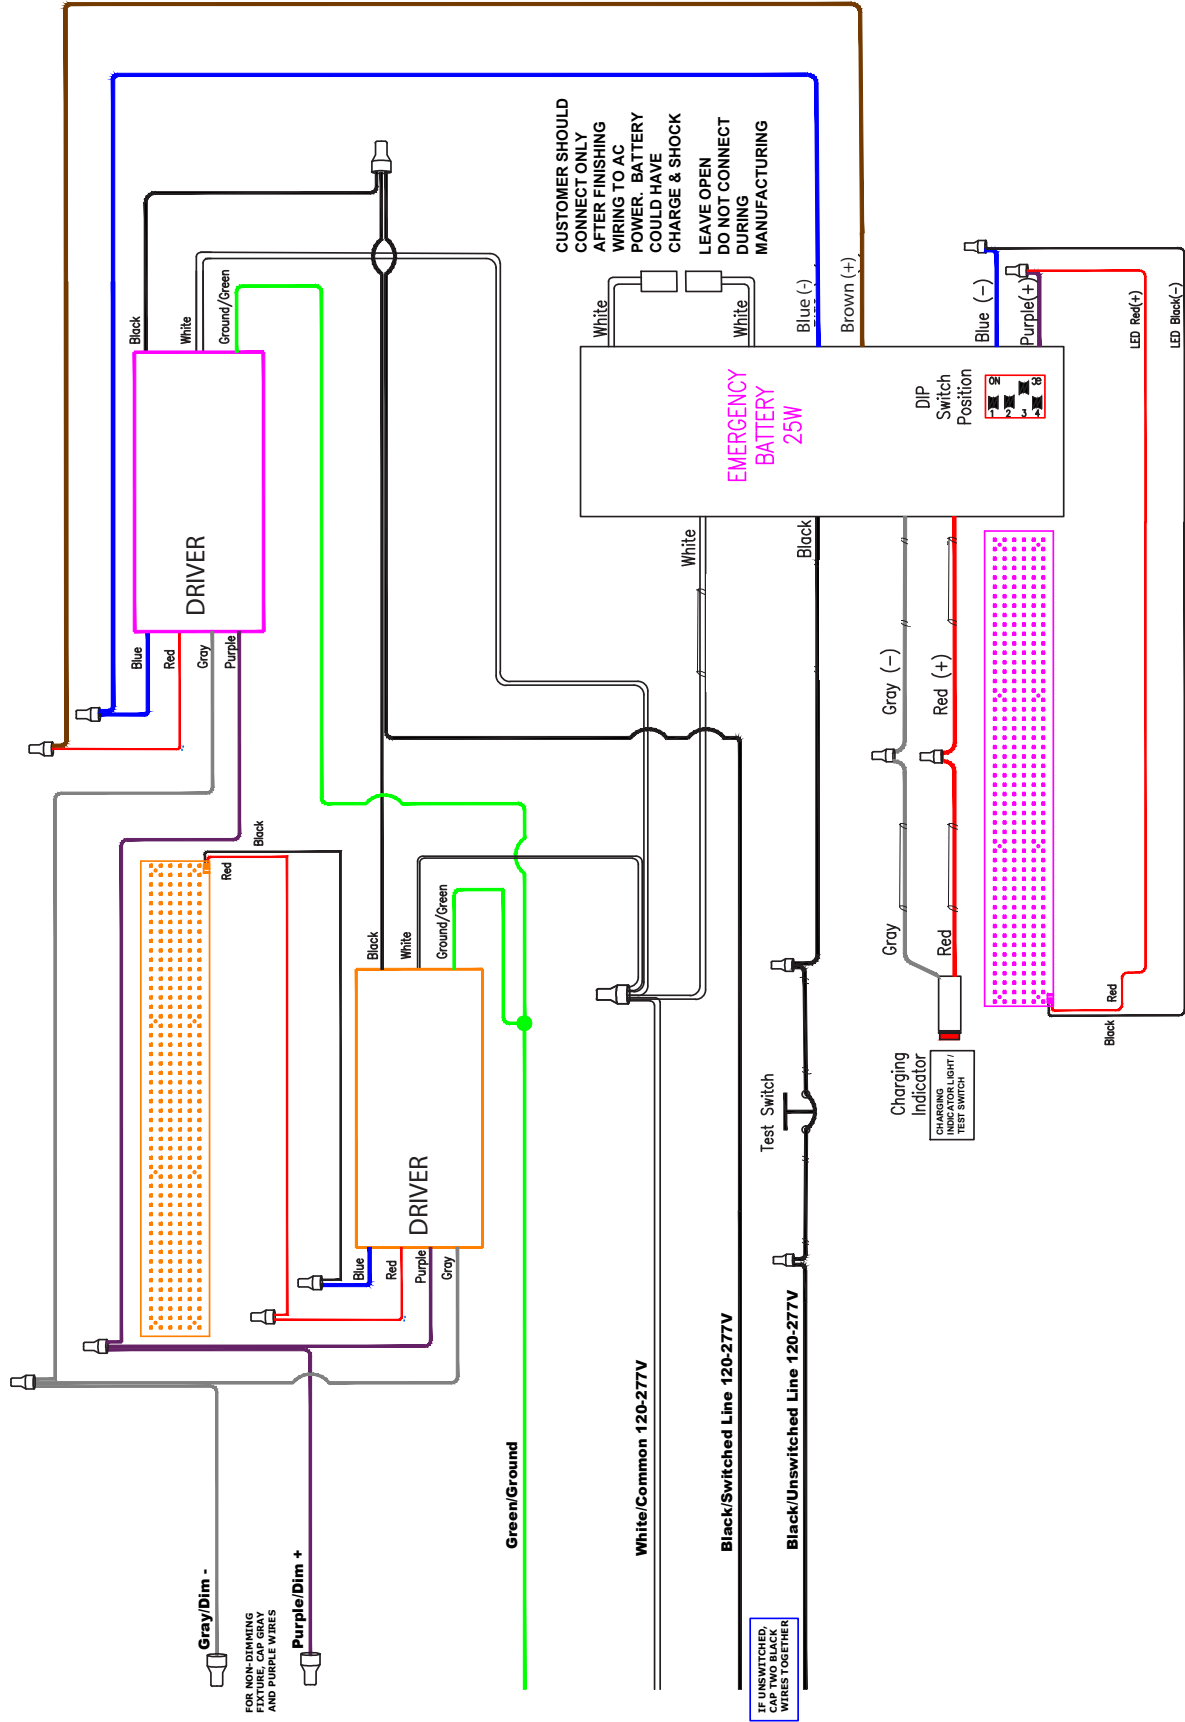 Gray/Dim -
FOR NON-DIMMING
FIXTURE, CAP GRAY
AND PURPLE WIRES
Purple/Dim +
Green/Ground
White/Common 120-277V
Black/Switched Line 120-277V
Black/Unswitched Line 120-277V
IF UNSWITCHED,
CAP TWO BLACK
WIRES TOGETHER
Blue
Red
Purple
Gray
DRIVER
Black
White
Ground/Green
Red
Black
Blue
Red
Gray
Purple
DRIVER
Black
White
Ground/Green
Test Switch
Charging
Indicator
CHARGING
INDICATOR LIGHT/
TEST SWITCH
Gray
Red
Gray (-)
Red (+)
White
Black
EMERGENCY
BATTERY
25W
DIP
Switch
Position
ON
1
2
3
4
White
White
Blue (-)
Brown (+)
Blue (-)
Purple(+)
CUSTOMER SHOULD
CONNECT ONLY
AFTER FINISHING
WIRING TO AC
POWER. BATTERY
COULD HAVE
CHARGE & SHOCK
LEAVE OPEN
DO NOT CONNECT
DURING
MANUFACTURING
Black
Red
LED Red(+)
LED Black(-)